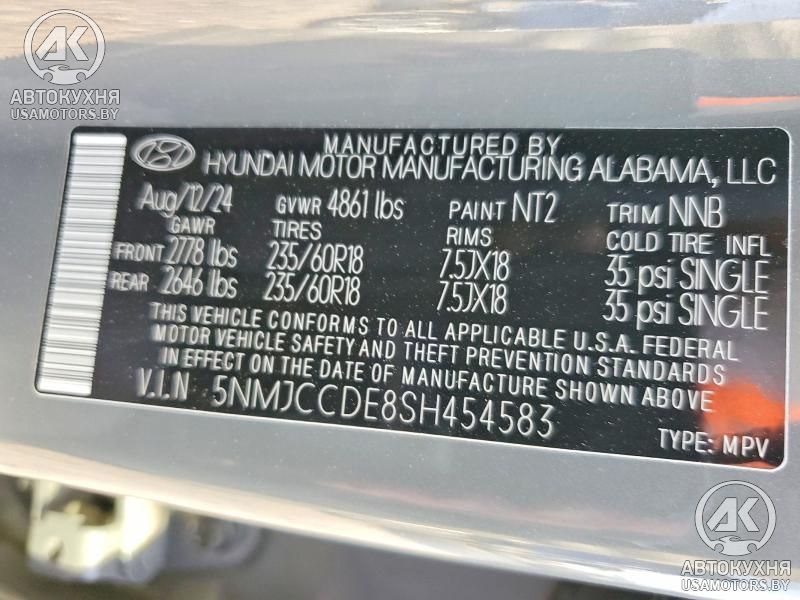 AK
АВТОКУХНЯ
USAMOTORS.BY
MANUFACTURED BY
HYUNDAI MOTOR MANUFACTURING ALABAMA, LLC
Aug/12/24 GVWR 4861 lbs PAINT NT2 TRIM NNB
GAWR TIRES RIMS COLD TIRE INFL
FRONT 2778 lbs 235/60R18 7.5JX18 35 psi SINGLE
REAR 2646 lbs 235/60R18 7.5JX18 35 psi SINGLE
THIS VEHICLE CONFORMS TO ALL APPLICABLE U.S.A. FEDERAL
MOTOR VEHICLE SAFETY AND THEFT PREVENTION STANDARDS
IN EFFECT ON THE DATE OF MANUFACTURE SHOWN ABOVE.
V.I.N 5NMJCCDE8SH454583
TYPE: MPV
AK
АВТОКУХНЯ
USAMOTORS.BY